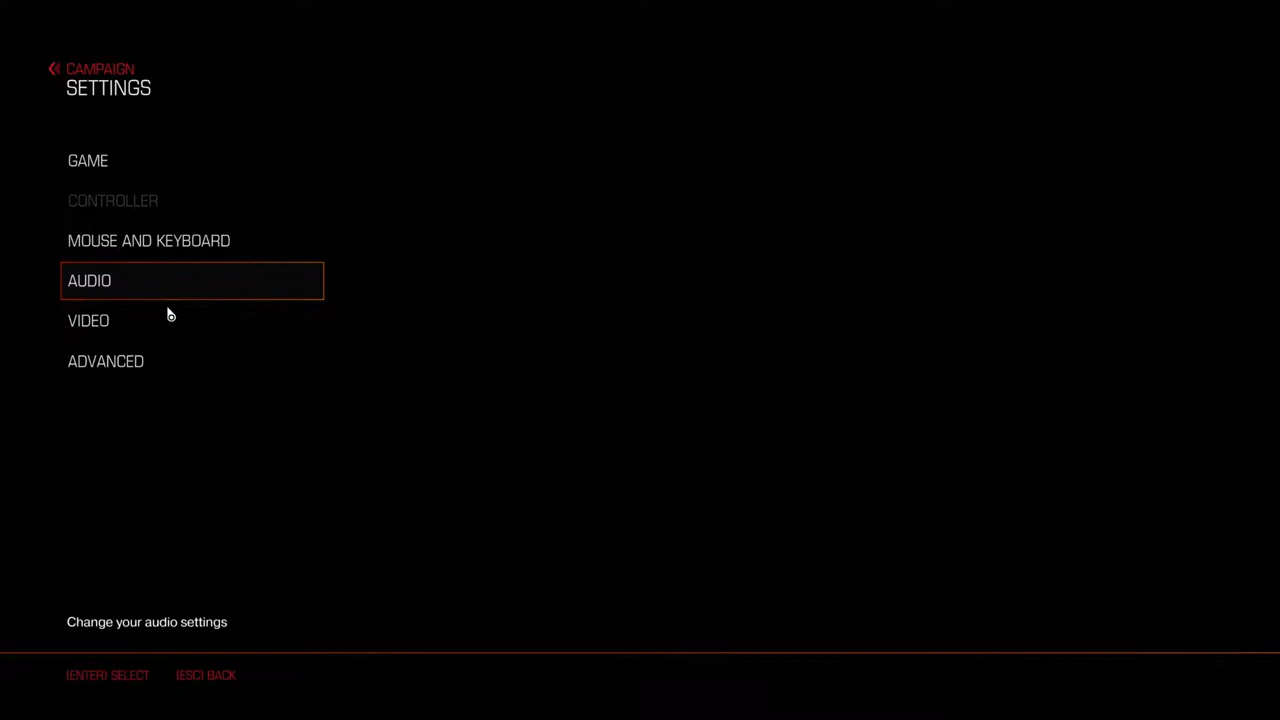 CAMPAIGN
SETTINGS
GAME
CONTROLLER
MOUSE AND KEYBOARD
AUDIO
VIDEO
ADVANCED
Change your audio settings
[ENTER] SELECT [ESC] BACK